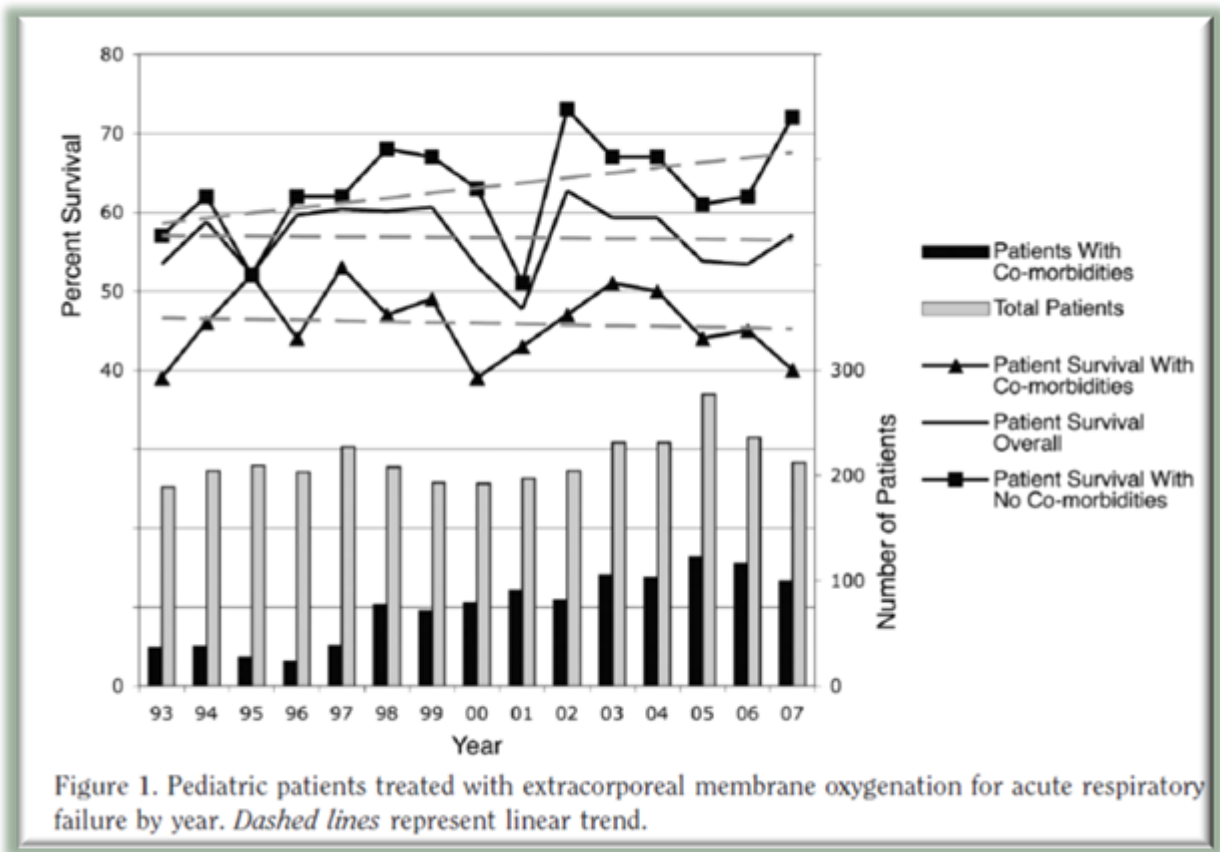 80
70
60
50
40
0
Percent Survival
300
200
100
0
Number of Patients
93 94 95 96 97 98 99 00 01 02 03 04 05 06 07
Year
Patients With
Co-morbidities
Total Patients
Patient Survival With
Co-morbidities
Patient Survival
Overall
Patient Survival With
No Co-morbidities
Figure 1. Pediatric patients treated with extracorporeal membrane oxygenation for acute respiratory
failure by year. Dashed lines represent linear trend.